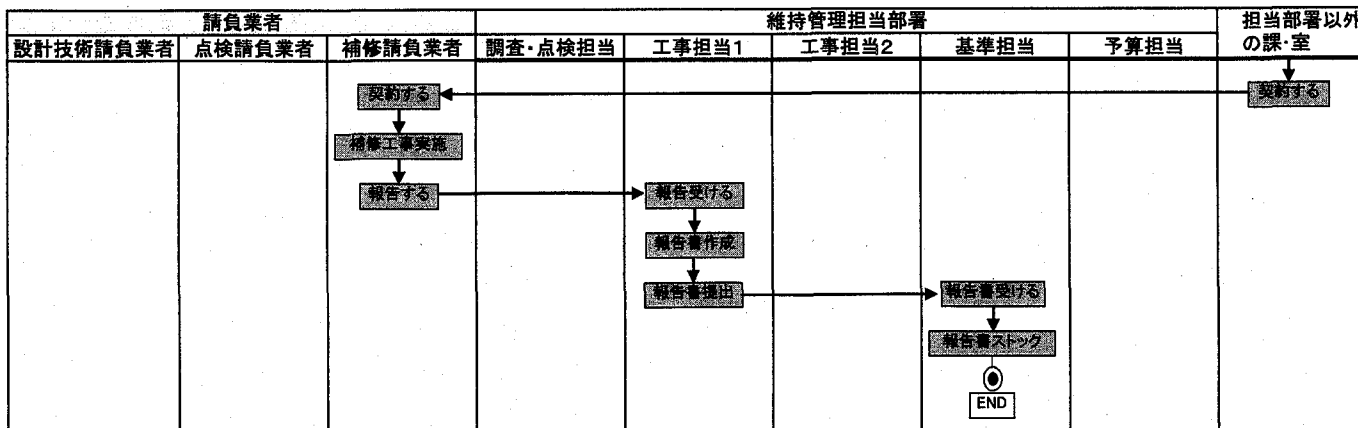 請負業者
維持管理担当部署
担当部署以外
の課・室
設計技術請負業者
点検請負業者
補修請負業者
調査・点検担当
工事担当1
工事担当2
基準担当
予算担当
契約する
契約する
補修工事実施
報告する
報告受ける
報告書作成
報告書提出
報告書受ける
報告書ストック
END